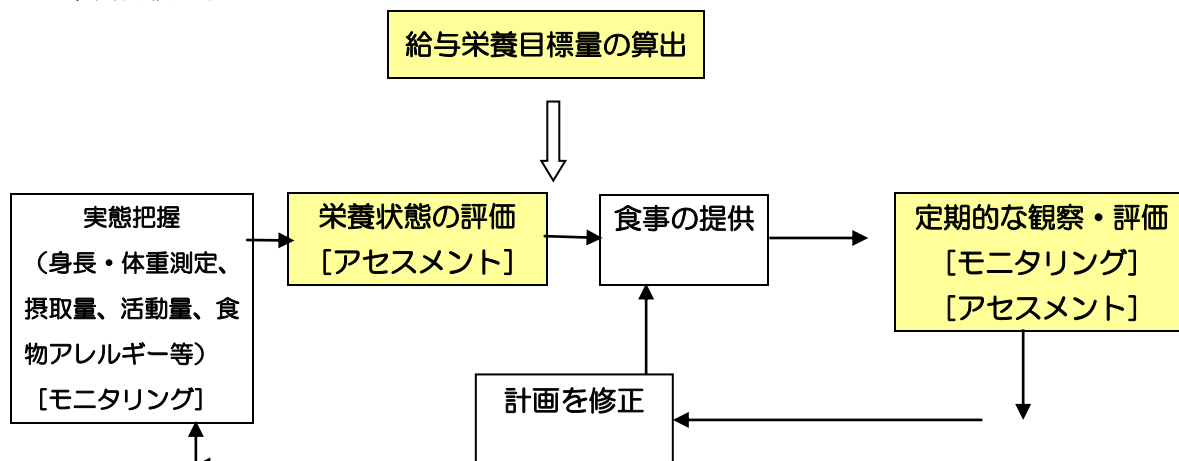 給与栄養目標量の算出
実態把握
（身長・体重測定、
摂取量、活動量、食
物アレルギー等）
[モニタリング]
栄養状態の評価
[アセスメント]
食事の提供
定期的な観察・評価
[モニタリング]
[アセスメント]
計画を修正